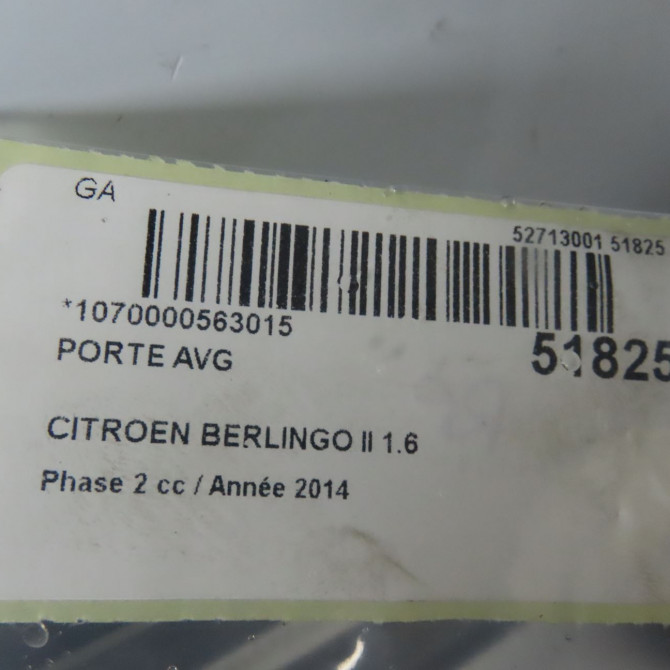 GA
52713001 51825
*1070000563015
PORTE AVG
51825
CITROEN BERLINGO II 1.6
Phase 2 cc / Année 2014